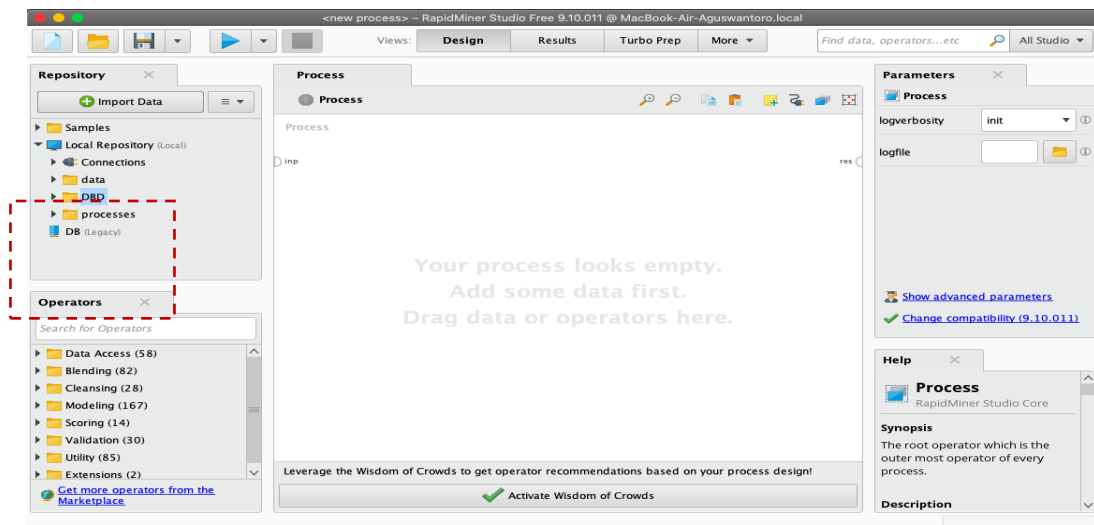 <new process> – RapidMiner Studio Free 9.10.011 @ MacBook-Air-Aguswantoro.local
Views: Design Results Turbo Prep More Find data, operators...etc All Studio
Repository
Import Data
Samples
Local Repository (Local)
Connections
data
DBD
processes
DB (Legacy)
Operators
Search for Operators
Data Access (58)
Blending (82)
Cleansing (28)
Modeling (167)
Scoring (14)
Validation (30)
Utility (85)
Extensions (2)
Get more operators from the
Marketplace
Process
Process
Process
inp
res
Your process looks empty.
Add some data first.
Drag data or operators here.
Leverage the Wisdom of Crowds to get operator recommendations based on your process design!
Activate Wisdom of Crowds
Parameters
Process
logverbosity init
logfile
Show advanced parameters
Change compatibility (9.10.011)
Help
Process
RapidMiner Studio Core
Synopsis
The root operator which is the
outer most operator of every
process.
Description